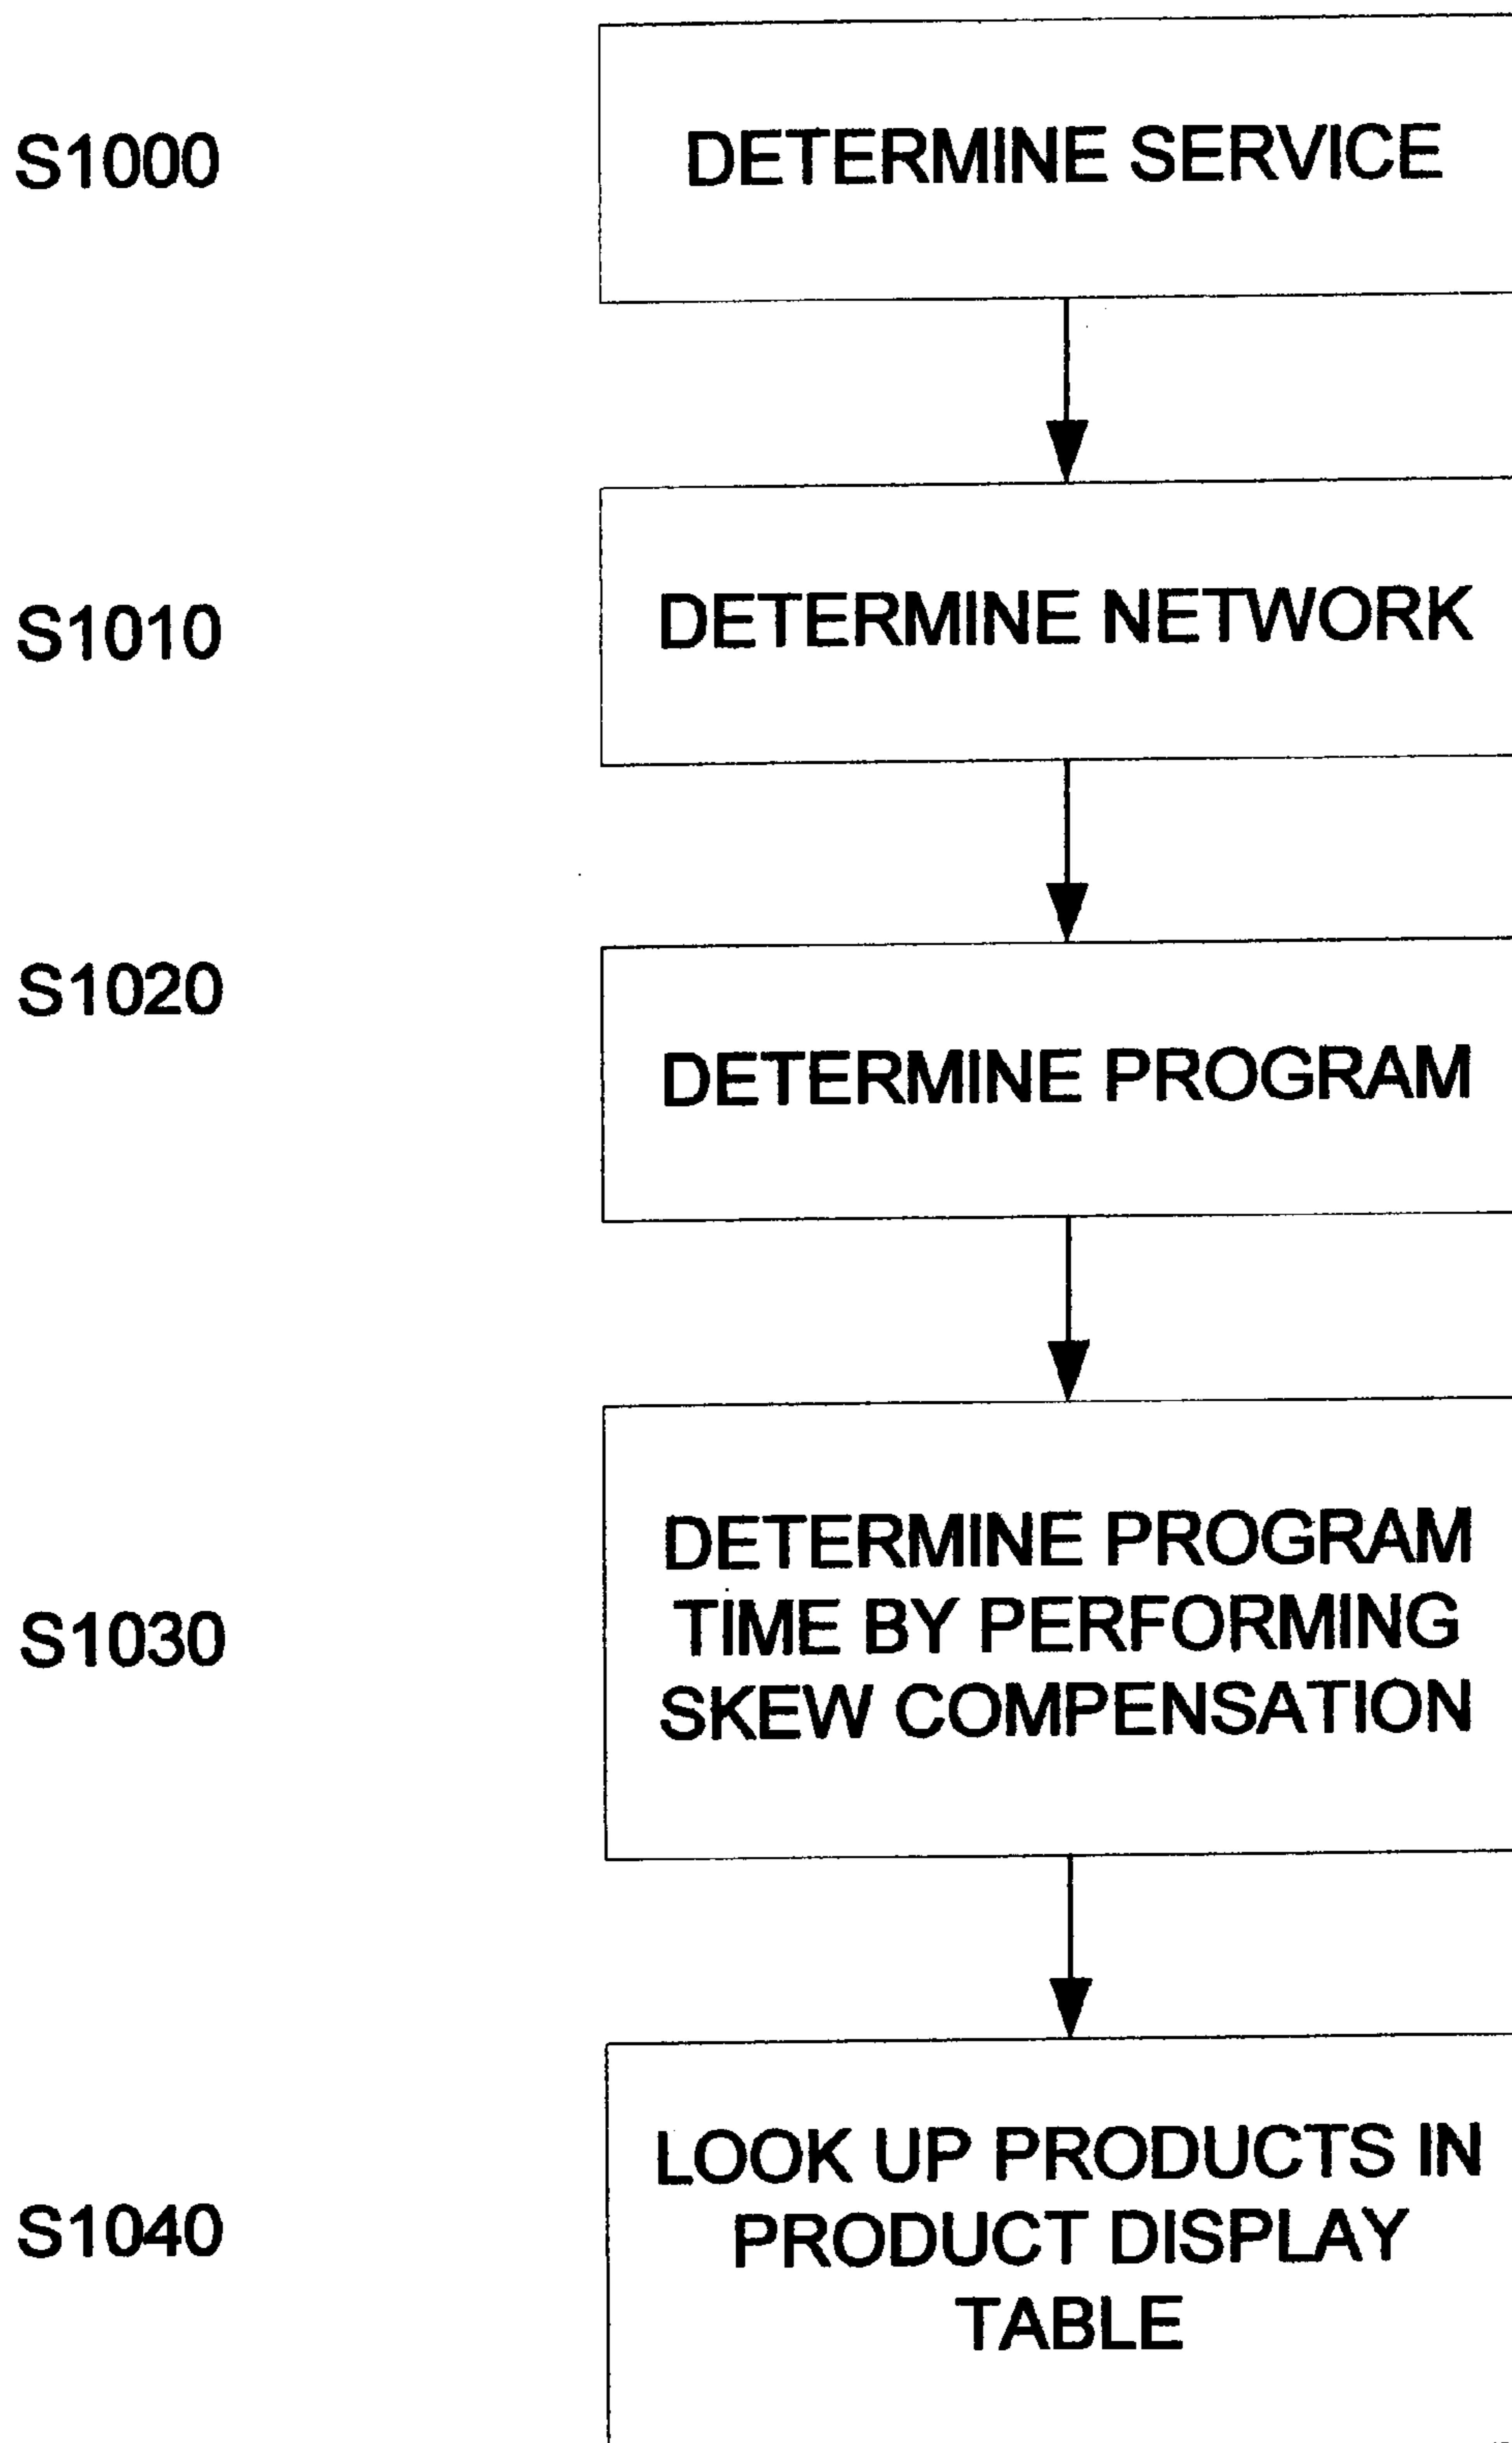 S1000
DETERMINE SERVICE
S1010
DETERMINE NETWORK
S1020
DETERMINE PROGRAM
S1030
DETERMINE PROGRAM
TIME BY PERFORMING
SKEW COMPENSATION
S1040
LOOK UP PRODUCTS IN
PRODUCT DISPLAY
TABLE